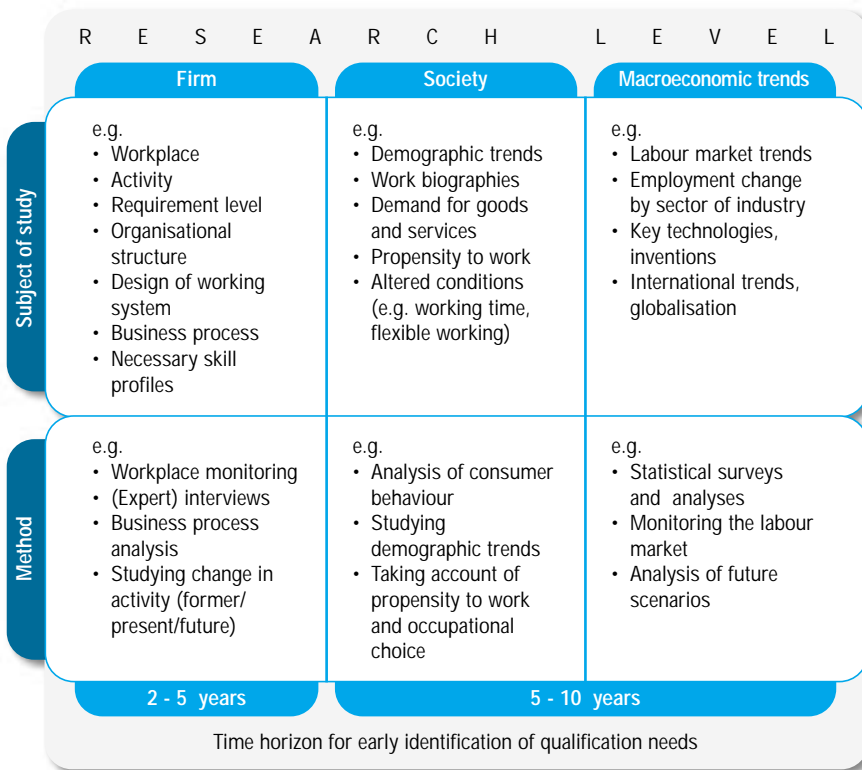 R E S E A R C H L E V E L
Firm
Society
Macroeconomic trends
Subject of study
e.g.
• Workplace
• Activity
• Requirement level
• Organisational
structure
• Design of working
system
• Business process
• Necessary skill
profiles
e.g.
• Demographic trends
• Work biographies
• Demand for goods
and services
• Propensity to work
• Altered conditions
(e.g. working time,
flexible working)
e.g.
• Labour market trends
• Employment change
by sector of industry
• Key technologies,
inventions
• International trends,
globalisation
Method
e.g.
• Workplace monitoring
• (Expert) interviews
• Business process
analysis
• Studying change in
activity (former/
present/future)
e.g.
• Analysis of consumer
behaviour
• Studying
demographic trends
• Taking account of
propensity to work
and occupational
choice
e.g.
• Statistical surveys
and analyses
• Monitoring the labour
market
• Analysis of future
scenarios
2 - 5 years
5 - 10 years
Time horizon for early identification of qualification needs